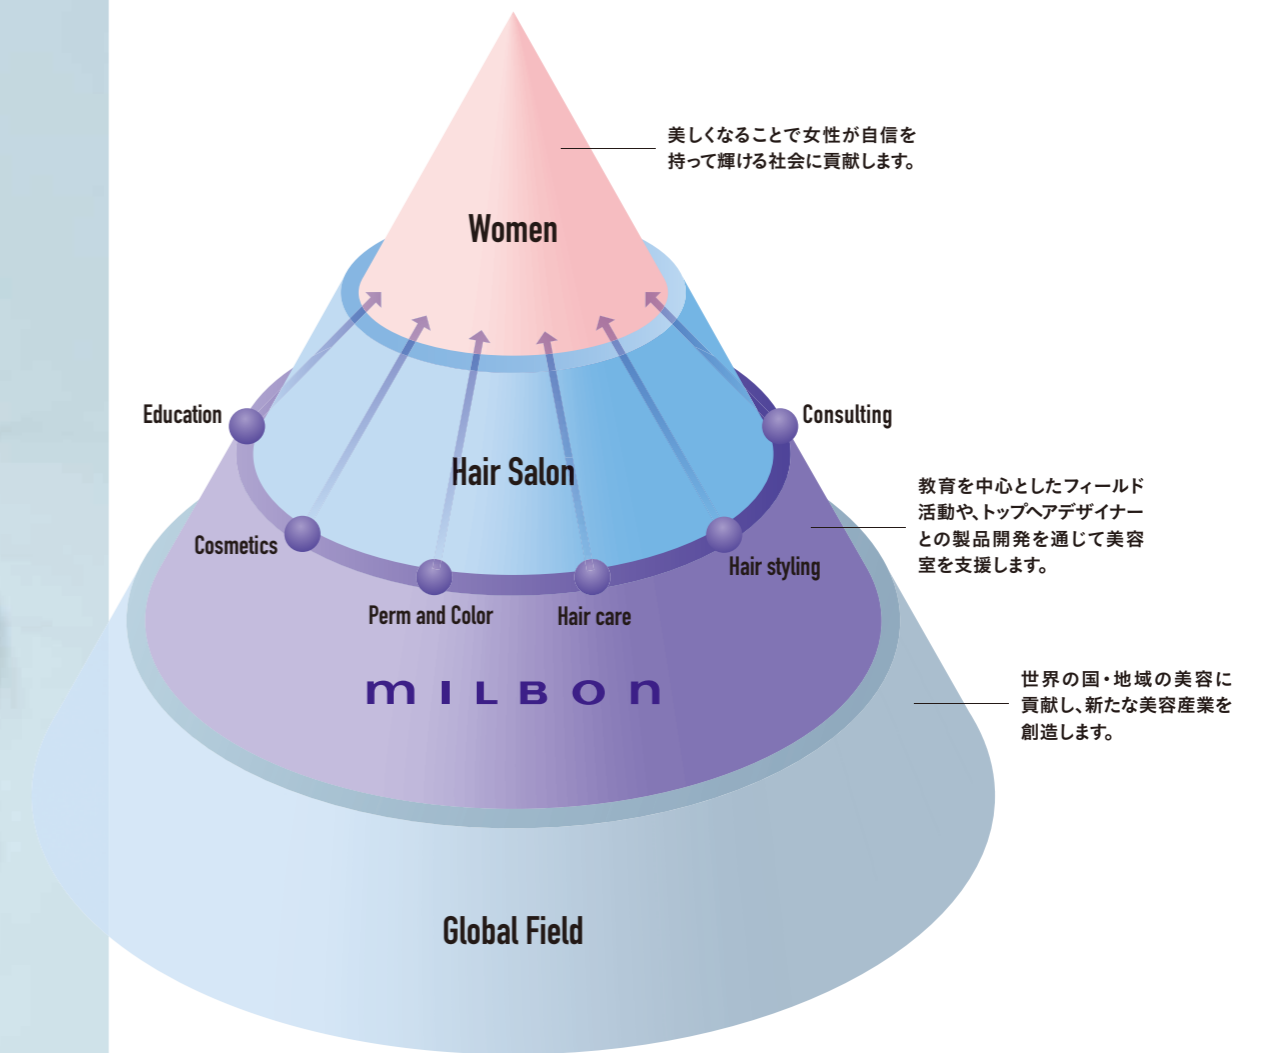 美しくなることで女性が自信を
持って輝ける社会に貢献します。
Women
Education
Consulting
Hair Salon
教育を中心としたフィールド
活動や、トップヘアデザイナー
との製品開発を通じて美容
室を支援します。
Cosmetics
Hair styling
Perm and Color
Hair care
mILBOn
世界の国・地域の美容に
貢献し、新たな美容産業を
創造します。
Global Field